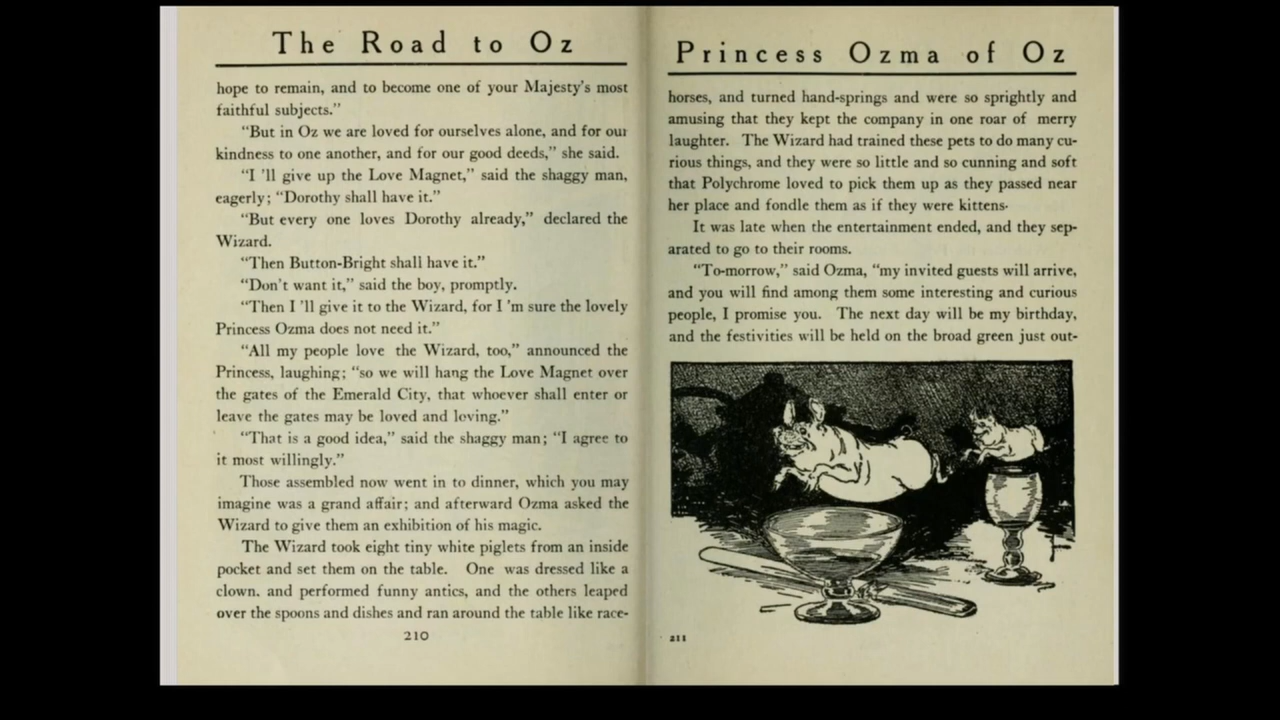 The Road to Oz
hope to remain, and to become one of your Majesty's most
faithful subjects."
"But in Oz we are loved for ourselves alone, and for our
kindness to one another, and for our good deeds," she said.
"I 'll give up the Love Magnet," said the shaggy man,
eagerly; "Dorothy shall have it."
"But every one loves Dorothy already," declared the
Wizard.
"Then Button-Bright shall have it."
"Don't want it," said the boy, promptly.
"Then I 'll give it to the Wizard, for I 'm sure the lovely
Princess Ozma does not need it."
"All my people love the Wizard, too," announced the
Princess, laughing; "so we will hang the Love Magnet over
the gates of the Emerald City, that whoever shall enter or
leave the gates may be loved and loving."
"That is a good idea," said the shaggy man; "I agree to
it most willingly."
Those assembled now went in to dinner, which you may
imagine was a grand affair; and afterward Ozma asked the
Wizard to give them an exhibition of his magic.
The Wizard took eight tiny white piglets from an inside
pocket and set them on the table. One was dressed like a
clown. and performed funny antics, and the others leaped
over the spoons and dishes and ran around the table like race-
210
Princess Ozma of Oz
horses, and turned hand-springs and were so sprightly and
amusing that they kept the company in one roar of merry
laughter. The Wizard had trained these pets to do many cu-
rious things, and they were so little and so cunning and soft
that Polychrome loved to pick them up as they passed near
her place and fondle them as if they were kittens.
It was late when the entertainment ended, and they sep-
arated to go to their rooms.
"To-morrow," said Ozma, "my invited guests will arrive,
and you will find among them some interesting and curious
people, I promise you. The next day will be my birthday,
and the festivities will be held on the broad green just out-
211